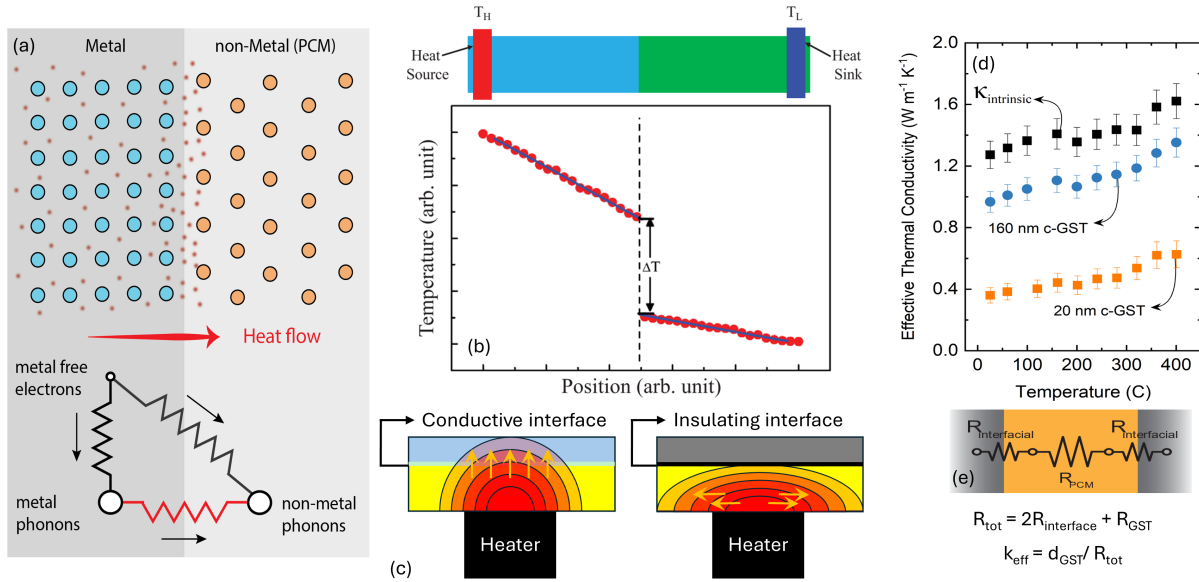 (a)
Metal
non-Metal (PCM)
Heat flow
metal free
electrons
metal
phonons
non-metal
phonons
T_H
T_L
Heat
Source
Heat
Sink
Temperature (arb. unit)
ΔT
(b)
Position (arb. unit)
Conductive interface
Insulating interface
Heater
Heater
(c)
(d)
Effective Thermal Conductivity (W m⁻¹ K⁻¹)
2.0
1.6
1.2
0.8
0.4
0.0
κ_intrinsic
160 nm c-GST
20 nm c-GST
0 50 100 150 200 250 300 350 400
Temperature (C)
R_interfacial
R_interfacial
R_PCM
(e)
R_tot = 2R_interface + R_GST
k_eff = d_GST/ R_tot